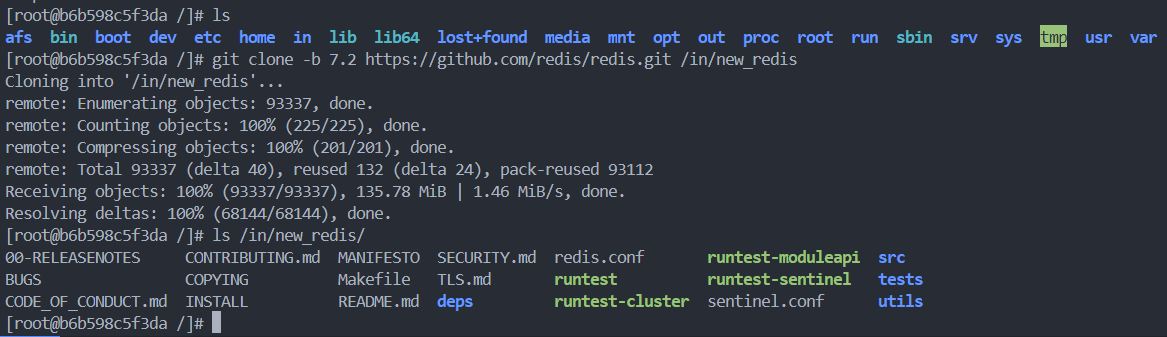 [root@b6b598c5f3da /]# ls
afs bin boot dev etc home in lib lib64 lost+found media mnt opt out proc root run sbin srv sys tmp usr var
[root@b6b598c5f3da /]# git clone -b 7.2 https://github.com/redis/redis.git /in/new_redis
Cloning into '/in/new_redis'...
remote: Enumerating objects: 93337, done.
remote: Counting objects: 100% (225/225), done.
remote: Compressing objects: 100% (201/201), done.
remote: Total 93337 (delta 40), reused 132 (delta 24), pack-reused 93112
Receiving objects: 100% (93337/93337), 135.78 MiB | 1.46 MiB/s, done.
Resolving deltas: 100% (68144/68144), done.
[root@b6b598c5f3da /]# ls /in/new_redis/
00-RELEASENOTES CONTRIBUTING.md MANIFESTO SECURITY.md redis.conf runtest-moduleapi src
BUGS COPYING Makefile TLS.md runtest runtest-sentinel tests
CODE_OF_CONDUCT.md INSTALL README.md deps runtest-cluster sentinel.conf utils
[root@b6b598c5f3da /]#